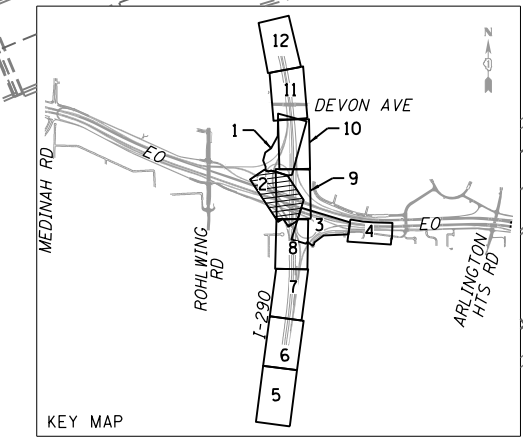 12
N
11
DEVON AVE
1
10
EO
MEDINAH RD
2
9
ROHLWING
RD
3
4
EO
8
ARLINGTON
HTS RD
I-290
7
6
5
KEY MAP